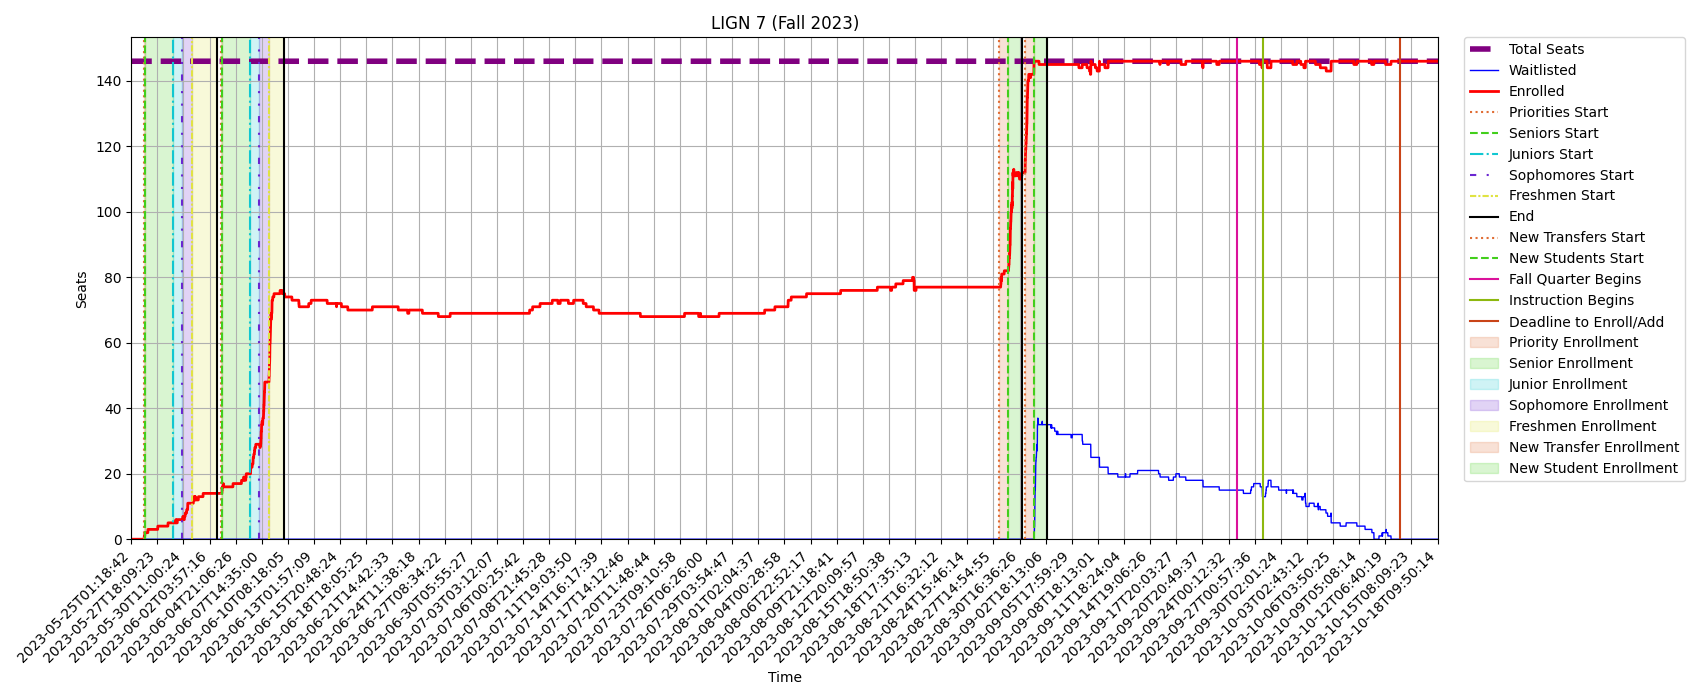 LIGN 7 (Fall 2023)
Seats
0
20
40
60
80
100
120
140
2023-05-25T01:18:42
2023-05-27T18:09:23
2023-05-30T11:00:24
2023-06-02T03:57:16
2023-06-04T21:06:26
2023-06-07T14:35:00
2023-06-10T08:18:05
2023-06-13T01:57:09
2023-06-15T20:48:24
2023-06-18T18:05:25
2023-06-21T14:42:33
2023-06-24T11:38:18
2023-06-27T08:34:22
2023-06-30T05:55:27
2023-07-03T03:12:07
2023-07-06T00:25:42
2023-07-08T21:45:28
2023-07-11T19:03:50
2023-07-14T16:17:39
2023-07-17T14:12:46
2023-07-20T11:48:44
2023-07-23T09:10:58
2023-07-26T06:26:00
2023-07-29T03:54:47
2023-08-01T02:04:37
2023-08-04T00:28:58
2023-08-06T22:52:17
2023-08-09T21:18:41
2023-08-12T20:09:57
2023-08-15T18:50:38
2023-08-18T17:35:13
2023-08-21T16:32:12
2023-08-24T15:46:14
2023-08-27T14:54:55
2023-08-30T16:36:26
2023-09-02T18:13:06
2023-09-05T17:59:29
2023-09-08T18:13:01
2023-09-11T18:24:04
2023-09-14T19:06:26
2023-09-17T20:03:27
2023-09-20T20:49:37
2023-09-24T00:12:32
2023-09-27T00:57:36
2023-09-30T02:01:24
2023-10-03T02:43:12
2023-10-06T03:50:25
2023-10-09T05:08:14
2023-10-12T06:40:19
2023-10-15T08:09:23
2023-10-18T09:50:14
Time
Total Seats
Waitlisted
Enrolled
Priorities Start
Seniors Start
Juniors Start
Sophomores Start
Freshmen Start
End
New Transfers Start
New Students Start
Fall Quarter Begins
Instruction Begins
Deadline to Enroll/Add
Priority Enrollment
Senior Enrollment
Junior Enrollment
Sophomore Enrollment
Freshmen Enrollment
New Transfer Enrollment
New Student Enrollment